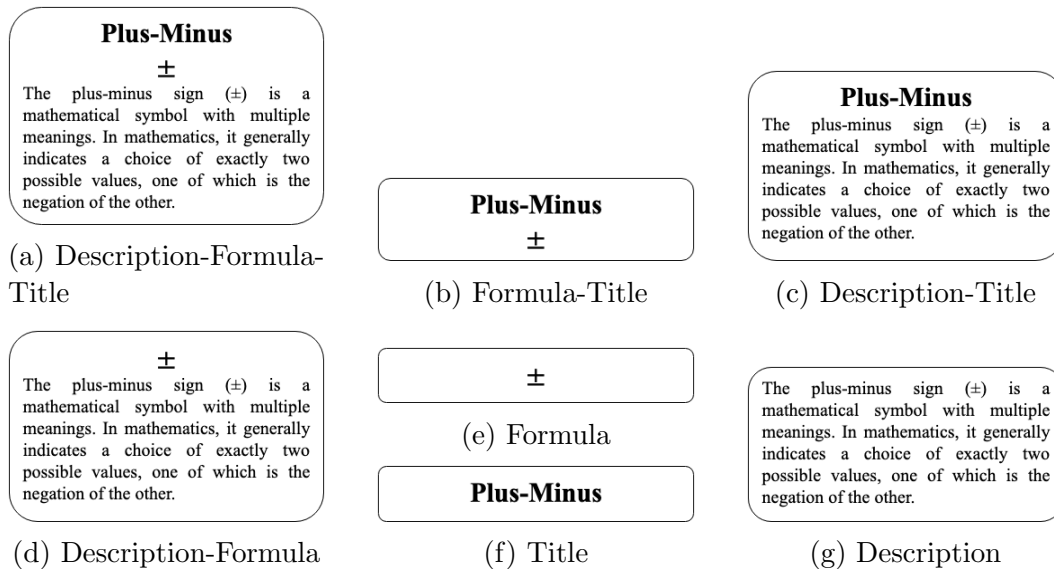 Plus-Minus
±
The plus-minus sign (±) is a
mathematical symbol with multiple
meanings. In mathematics, it generally
indicates a choice of exactly two
possible values, one of which is the
negation of the other.
(a) Description-Formula-
Title
Plus-Minus
±
(b) Formula-Title
Plus-Minus
The plus-minus sign (±) is a
mathematical symbol with multiple
meanings. In mathematics, it generally
indicates a choice of exactly two
possible values, one of which is the
negation of the other.
(c) Description-Title
±
The plus-minus sign (±) is a
mathematical symbol with multiple
meanings. In mathematics, it generally
indicates a choice of exactly two
possible values, one of which is the
negation of the other.
(d) Description-Formula
±
(e) Formula
Plus-Minus
(f) Title
The plus-minus sign (±) is a
mathematical symbol with multiple
meanings. In mathematics, it generally
indicates a choice of exactly two
possible values, one of which is the
negation of the other.
(g) Description